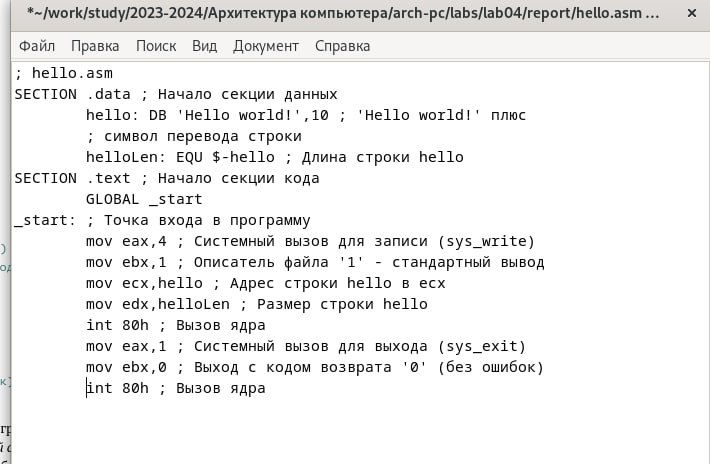 *~/work/study/2023-2024/Архитектура компьютера/arch-pc/labs/lab04/report/hello.asm ...
Файл Правка Поиск Вид Документ Справка
; hello.asm
SECTION .data ; Начало секции данных
hello: DB 'Hello world!',10 ; 'Hello world!' плюс
; символ перевода строки
helloLen: EQU $-hello ; Длина строки hello
SECTION .text ; Начало секции кода
GLOBAL _start
_start: ; Точка входа в программу
mov eax,4 ; Системный вызов для записи (sys_write)
mov ebx,1 ; Описатель файла '1' - стандартный вывод
mov ecx,hello ; Адрес строки hello в ecx
mov edx,helloLen ; Размер строки hello
int 80h ; Вызов ядра
mov eax,1 ; Системный вызов для выхода (sys_exit)
mov ebx,0 ; Выход с кодом возврата '0' (без ошибок)
int 80h ; Вызов ядра